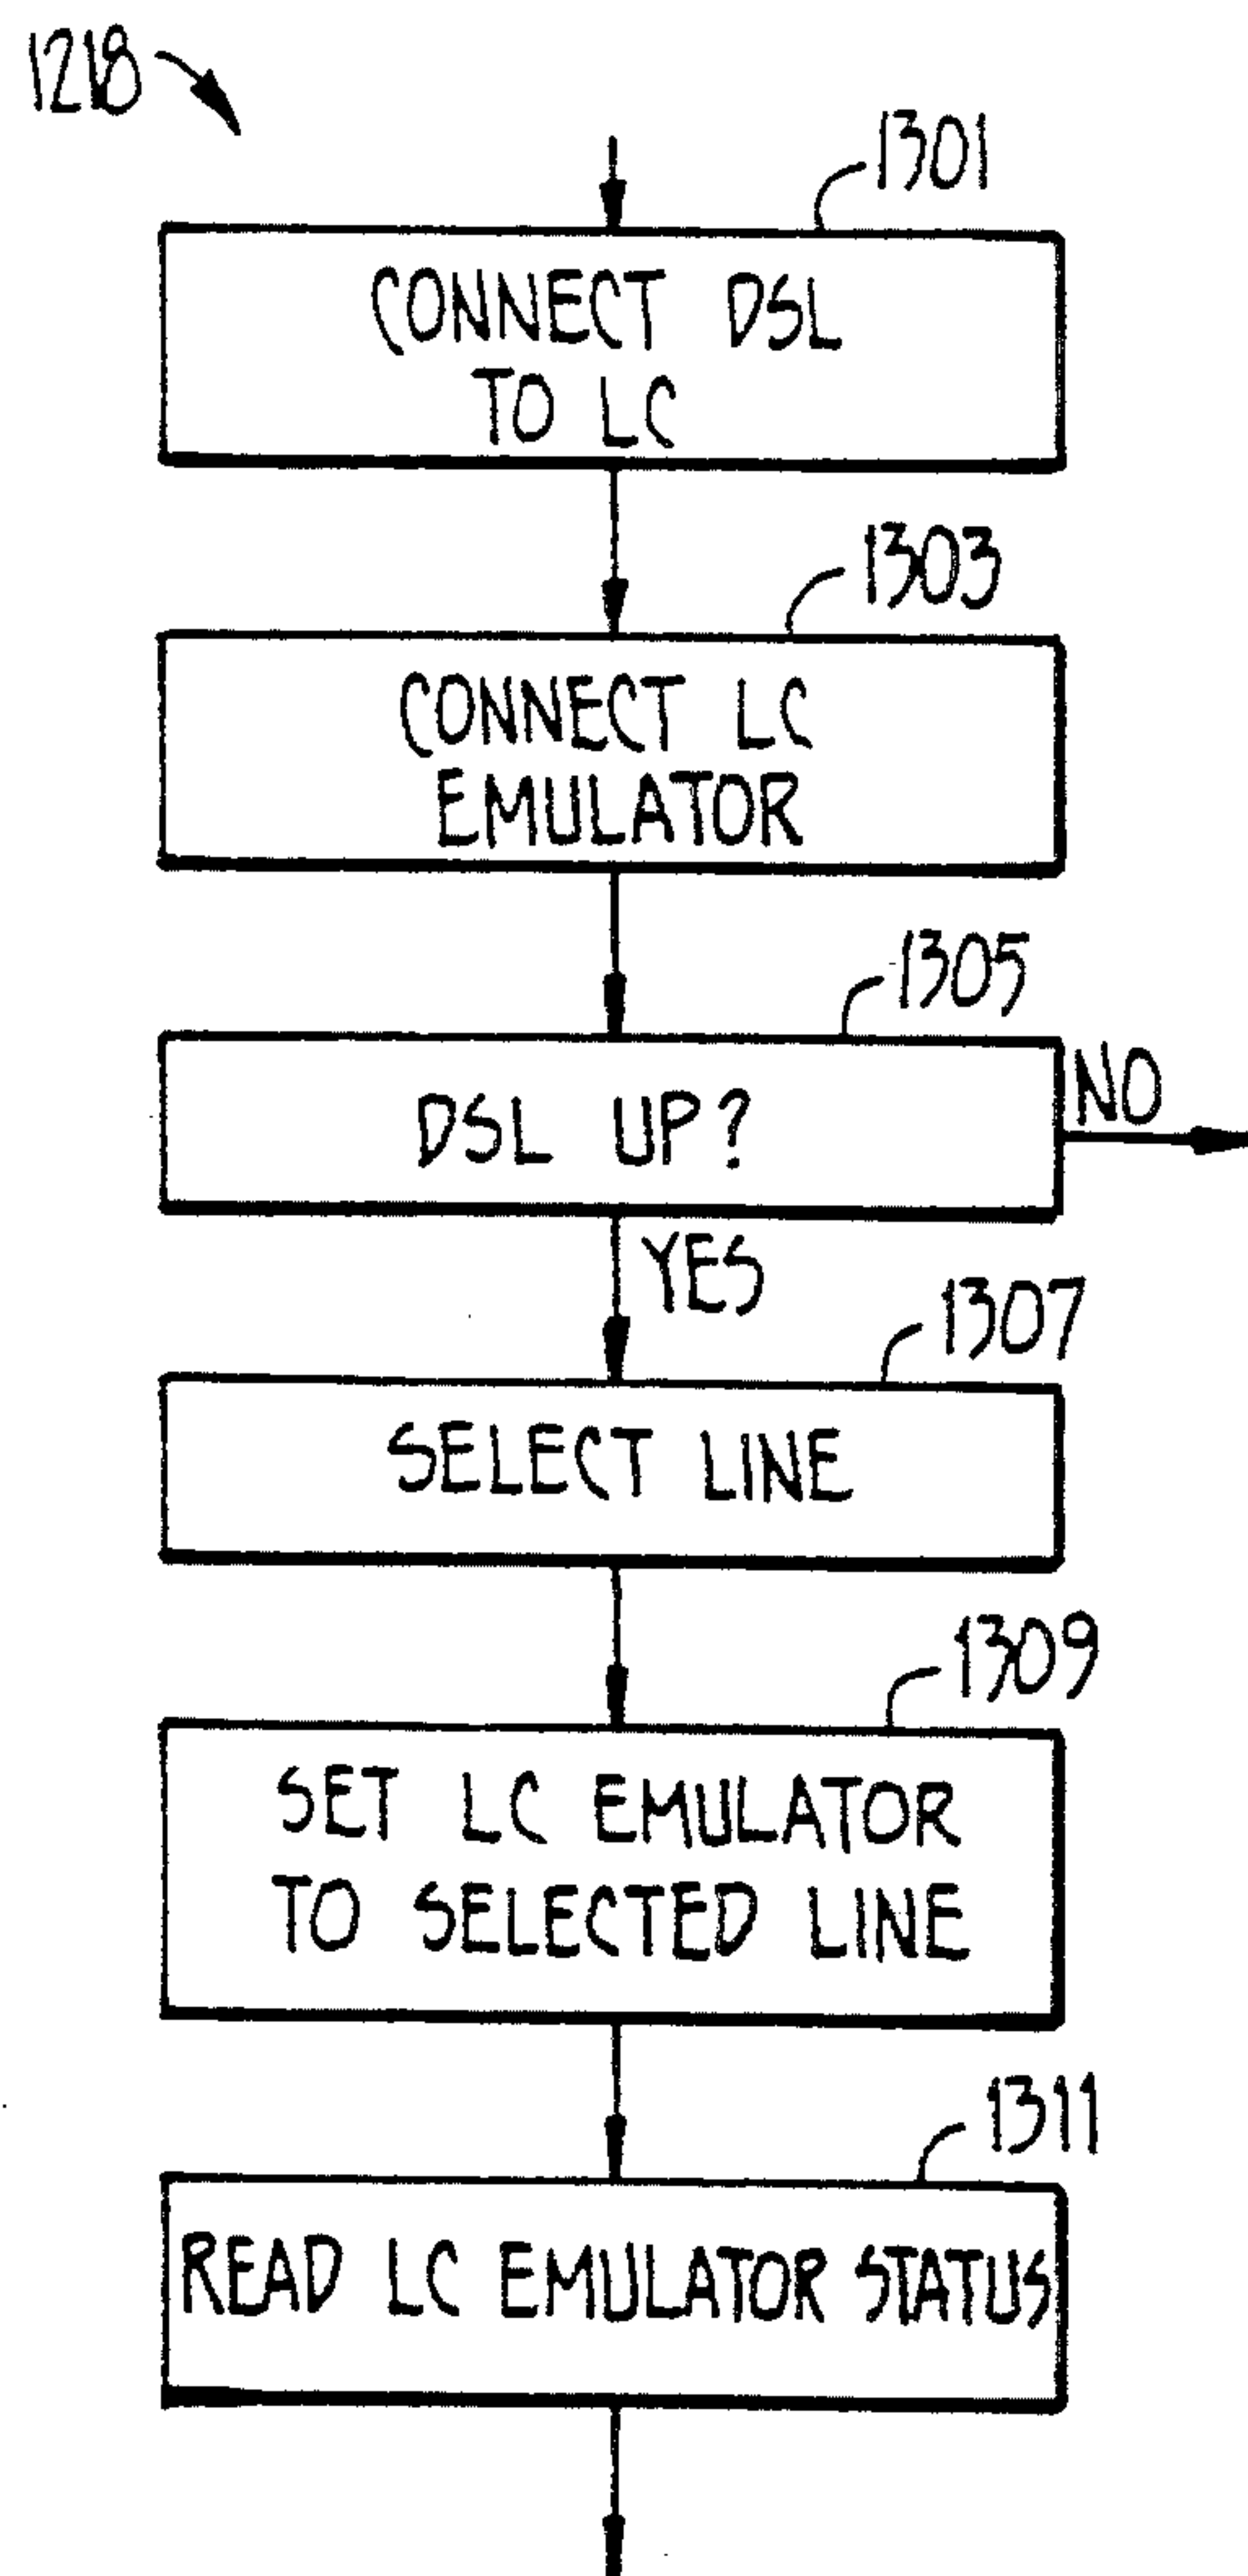 1218
1301
CONNECT DSL
TO LC
1303
CONNECT LC
EMULATOR
1305
DSL UP?
NO
YES
1307
SELECT LINE
1309
SET LC EMULATOR
TO SELECTED LINE
1311
READ LC EMULATOR STATUS